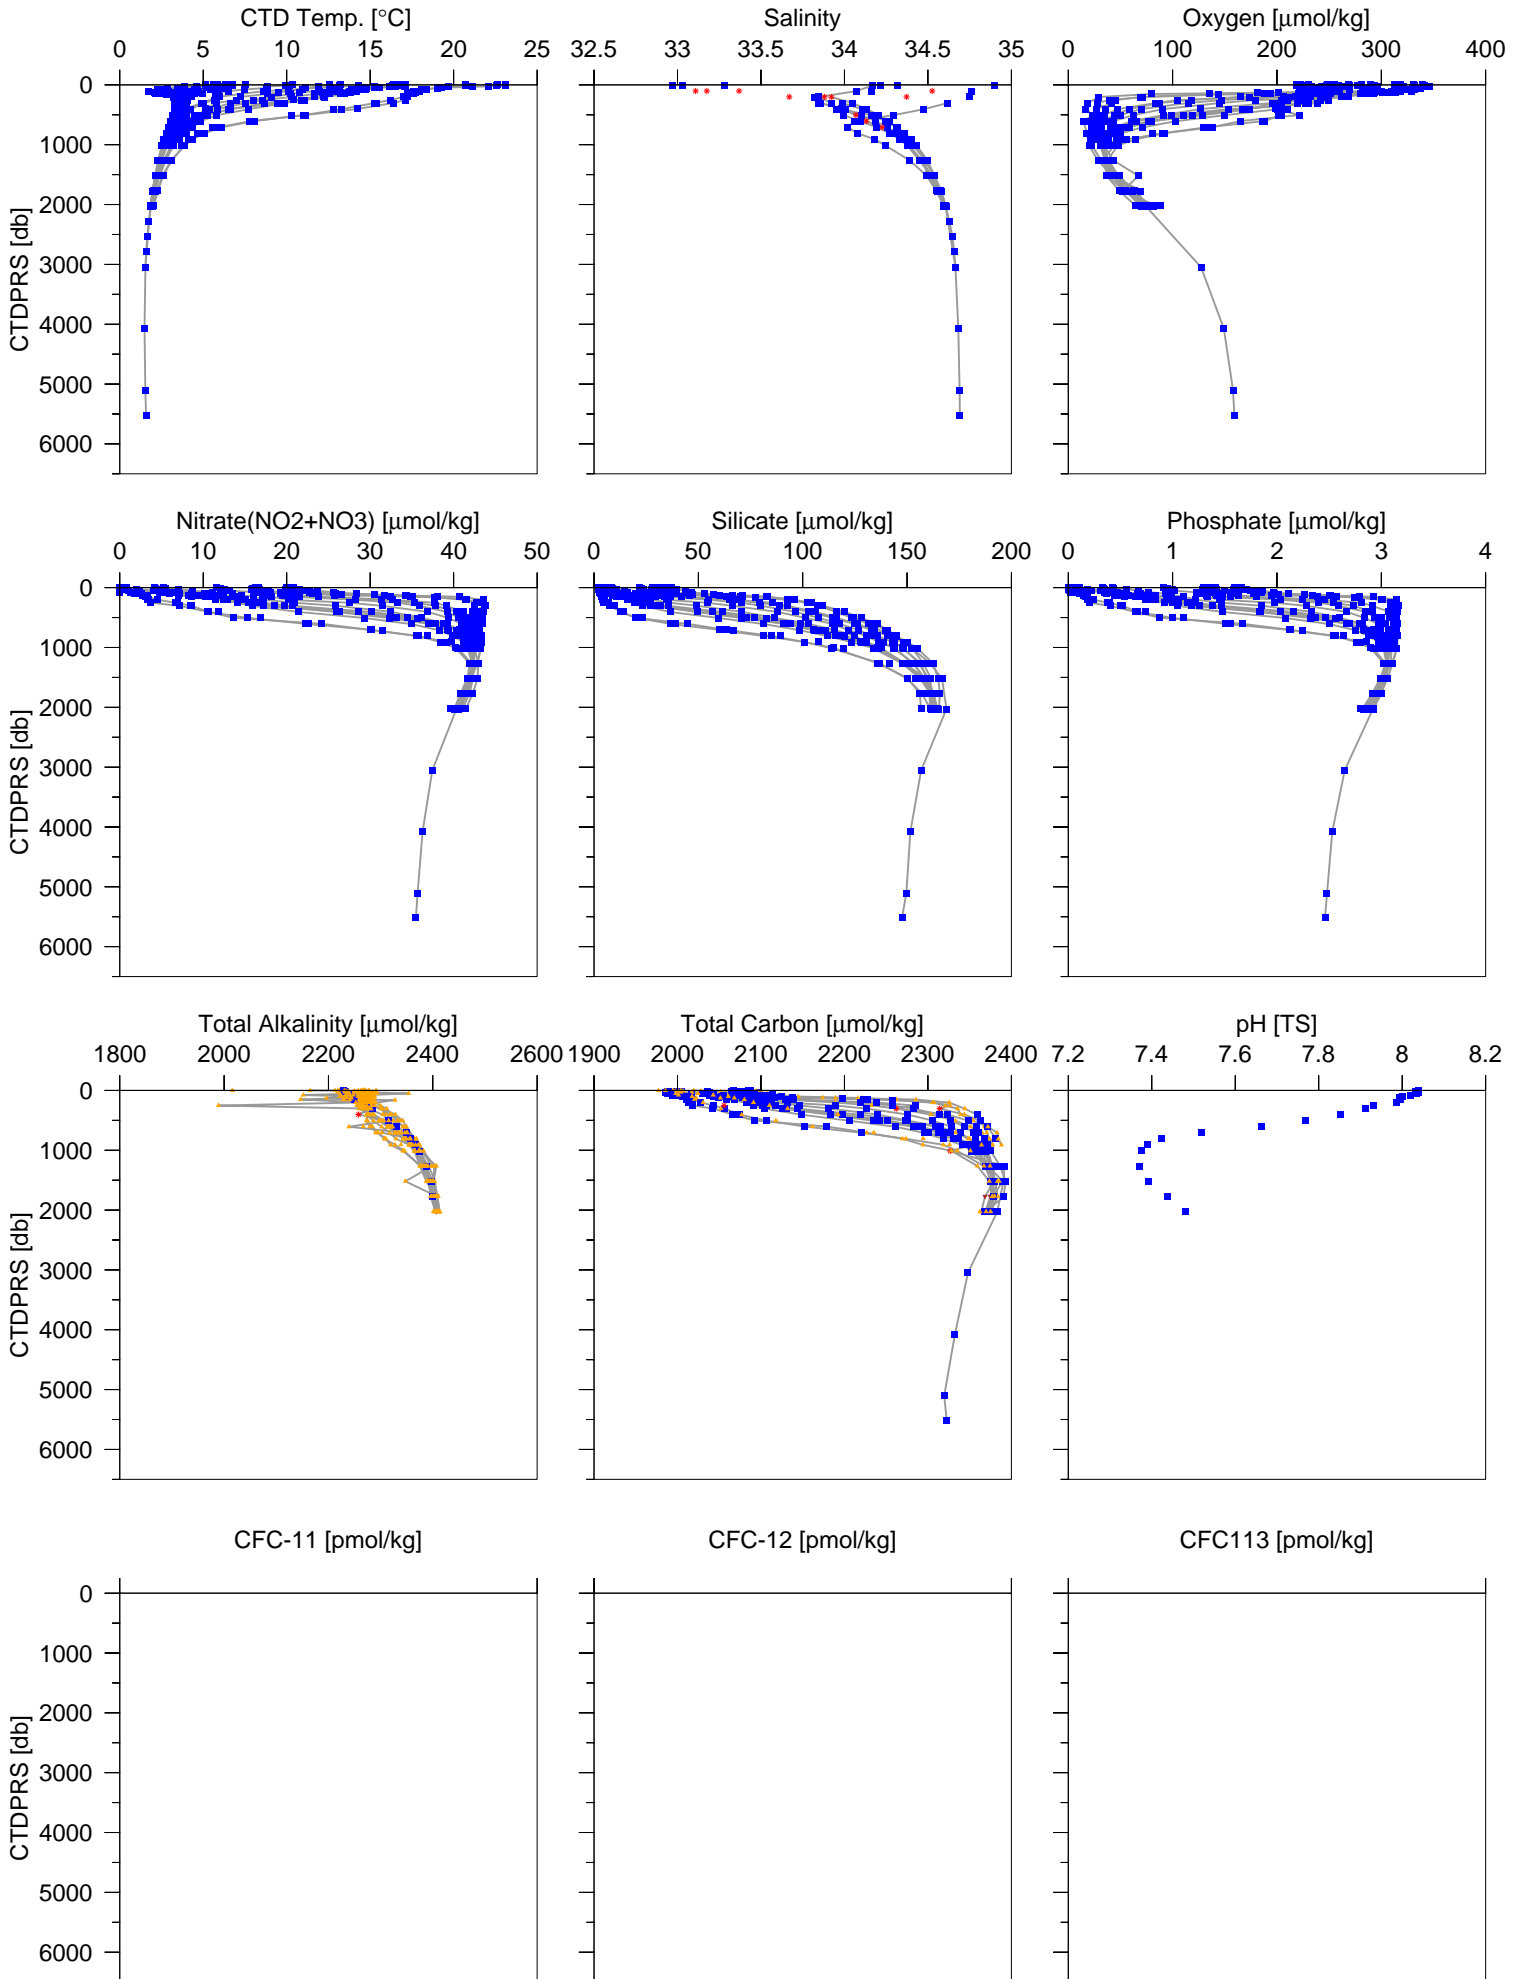 CTD Temp. [°C]
Salinity
Oxygen [μmol/kg]
0 5 10 15 20 25
32.5 33 33.5 34 34.5 35
0 100 200 300 400
0
1000
2000
3000
4000
5000
6000
CTDPRS [db]
Nitrate(NO2+NO3) [μmol/kg]
Silicate [μmol/kg]
Phosphate [μmol/kg]
0 10 20 30 40 50
0 50 100 150 200
0 1 2 3 4
0
1000
2000
3000
4000
5000
6000
CTDPRS [db]
Total Alkalinity [μmol/kg]
Total Carbon [μmol/kg]
pH [TS]
1800 2000 2200 2400 2600
1900 2000 2100 2200 2300 2400
7.2 7.4 7.6 7.8 8 8.2
0
1000
2000
3000
4000
5000
6000
CTDPRS [db]
CFC-11 [pmol/kg]
CFC-12 [pmol/kg]
CFC113 [pmol/kg]
0
1000
2000
3000
4000
5000
6000
CTDPRS [db]